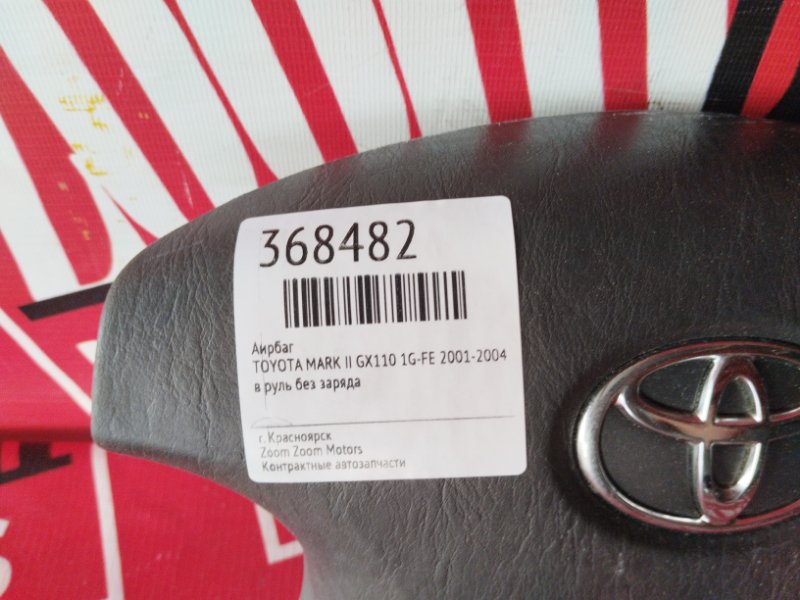 368482
Аирбаг
TOYOTA MARK II GX110 1G-FE 2001-2004
в руль без заряда
г. Красноярск
Zoom Zoom Motors
Контрактные автозапчасти